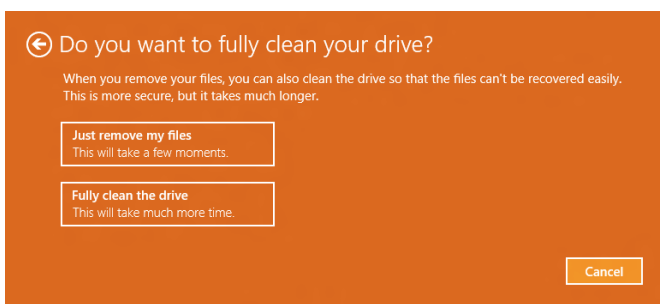 Do you want to fully clean your drive?
When you remove your files, you can also clean the drive so that the files can't be recovered easily.
This is more secure, but it takes much longer.
Just remove my files
This will take a few moments.
Fully clean the drive
This will take much more time.
Cancel